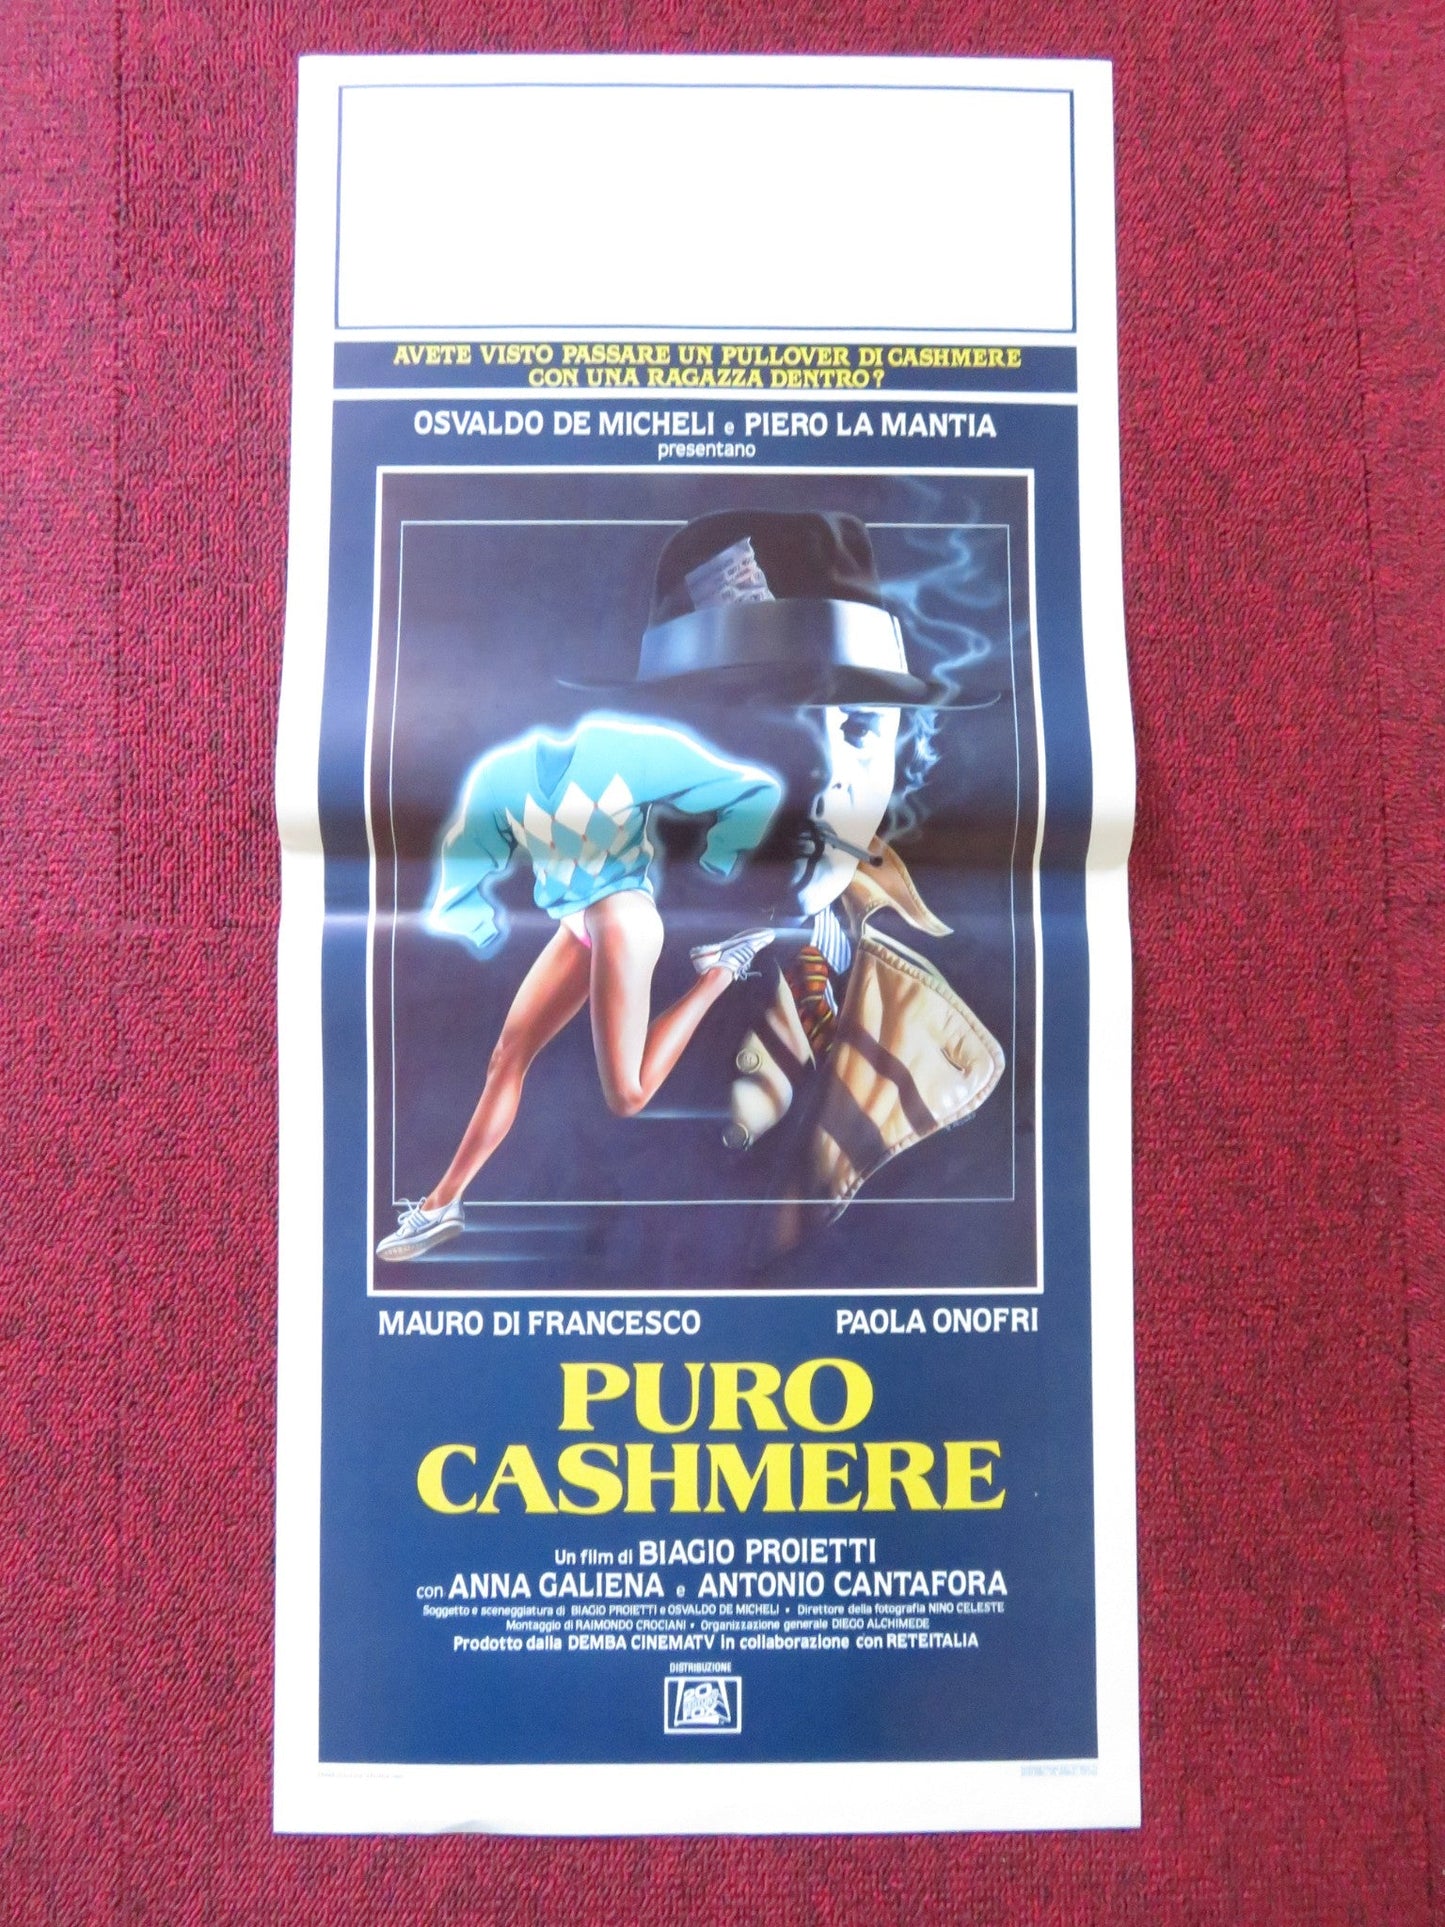 AVETE VISTO PASSARE UN PULLOVER DI CASHMERE
CON UNA RAGAZZA DENTRO?
OSVALDO DE MICHELI e PIERO LA MANTIA
presentano
MAURO DI FRANCESCO PAOLA ONOFRI
PURO
CASHMERE
Un film di BIAGIO PROIETTI
con ANNA GALIENA e ANTONIO CANTAFORA
Soggetto e sceneggiatura di BIAGIO PROIETTI e OSVALDO DE MICHELI • Direttore della fotografia NINO CELESTE
Montaggio di RAIMONDO CROCIANI • Organizzazione generale DIEGO ALCHIMEDE
Prodotto dalla DEMBA CINEMATV in collaborazione con RETEITALIA
DISTRIBUZIONE
20th
CENTURY
FOX